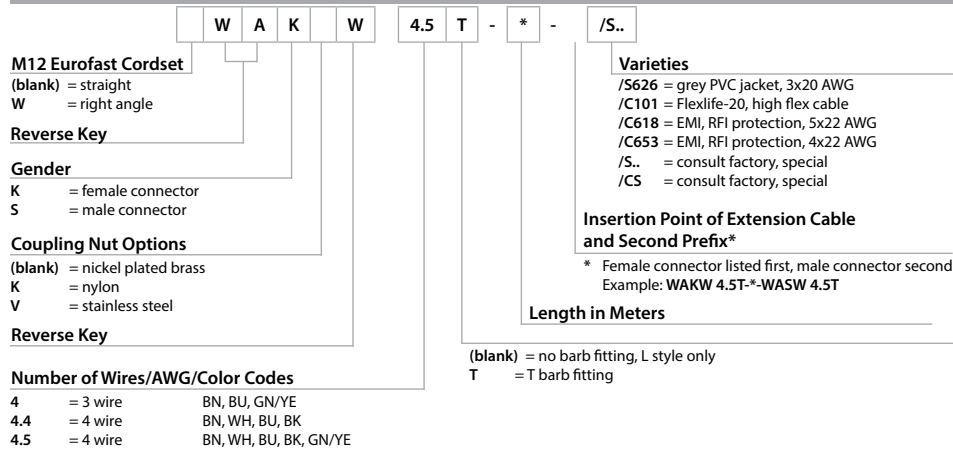 W A K W 4.5 T - * - /S..
M12 Eurofast Cordset
(blank) = straight
W = right angle
Reverse Key
Gender
K = female connector
S = male connector
Coupling Nut Options
(blank) = nickel plated brass
K = nylon
V = stainless steel
Reverse Key
Number of Wires/AWG/Color Codes
4 = 3 wire BN, BU, GN/YE
4.4 = 4 wire BN, WH, BU, BK
4.5 = 4 wire BN, WH, BU, BK, GN/YE
Varieties
/S626 = grey PVC jacket, 3x20 AWG
/C101 = Flexlife-20, high flex cable
/C618 = EMI, RFI protection, 5x22 AWG
/C653 = EMI, RFI protection, 4x22 AWG
/S.. = consult factory, special
/CS = consult factory, special
Insertion Point of Extension Cable
and Second Prefix*
* Female connector listed first, male connector second
Example: WAKW 4.5T-*-WASW 4.5T
Length in Meters
(blank) = no barb fitting, L style only
T = T barb fitting